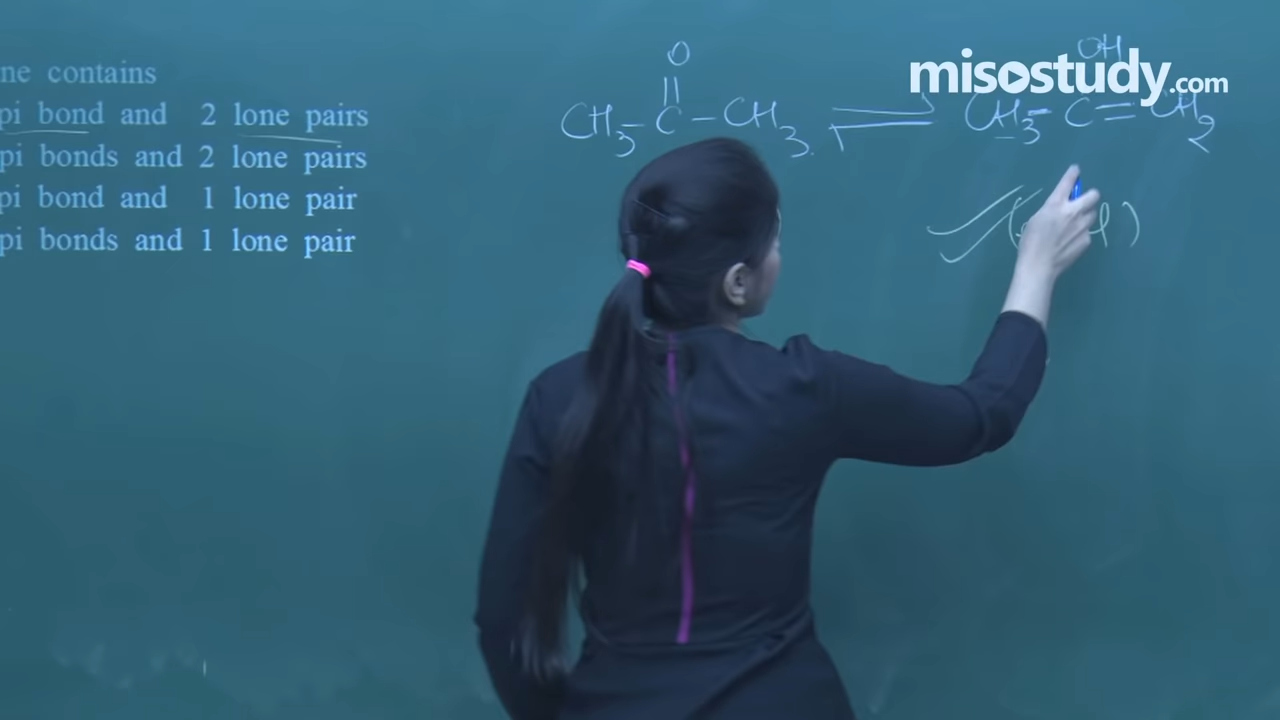 ne contains
pi bond and 2 lone pairs
pi bonds and 2 lone pairs
pi bond and 1 lone pair
pi bonds and 1 lone pair
O
||
CH3-C-CH3 ⇌ CH3-C=CH2
OH
misostudy.com